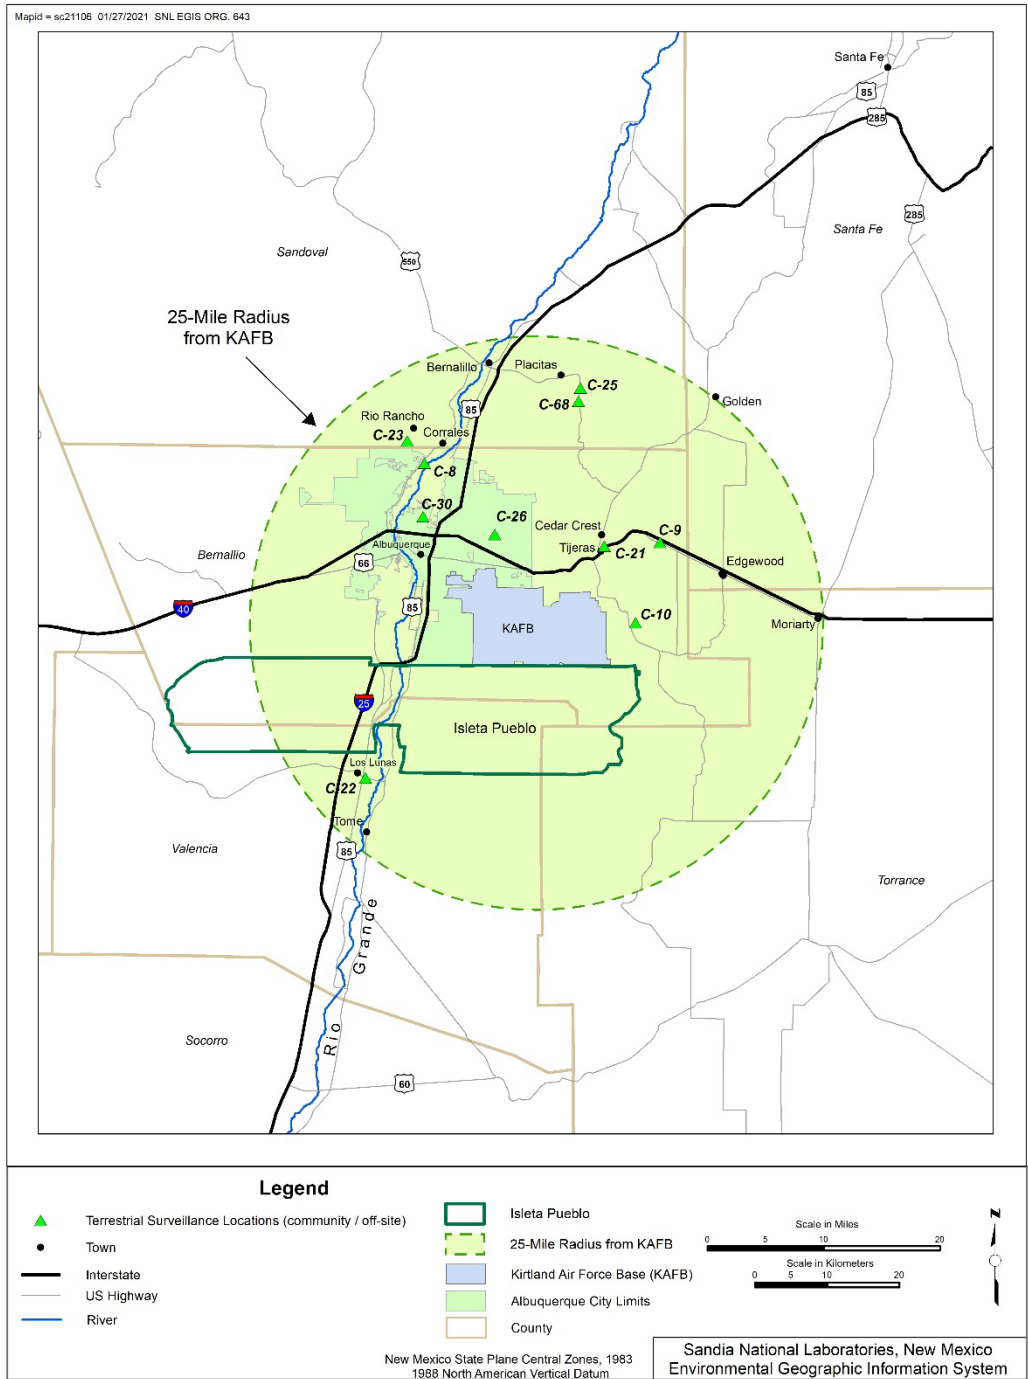 Mapid = sc21106 01/27/2021 SNL EGIS ORG. 643
Santa Fe
85
285
285
Santa Fe
Sandoval
550
25-Mile Radius
from KAFB
Bernalillo
Placitas
C-25
C-68
85
Golden
Rio Rancho
C-23
Corrales
C-8
C-30
C-26
Cedar Crest
C-9
Albuquerque
Tijeras
C-21
Bernallio
66
Edgewood
40
85
KAFB
C-10
Moriarty
25
Isleta Pueblo
Los Lunas
C-22
Tome
85
Valencia
Torrance
Rio Grande
Socorro
60
Legend
Terrestrial Surveillance Locations (community / off-site)
Town
Interstate
US Highway
River
Isleta Pueblo
25-Mile Radius from KAFB
Kirtland Air Force Base (KAFB)
Albuquerque City Limits
County
Scale in Miles
0 5 10 20
Scale in Kilometers
0 5 10 20
N
New Mexico State Plane Central Zones, 1983
1988 North American Vertical Datum
Sandia National Laboratories, New Mexico
Environmental Geographic Information System